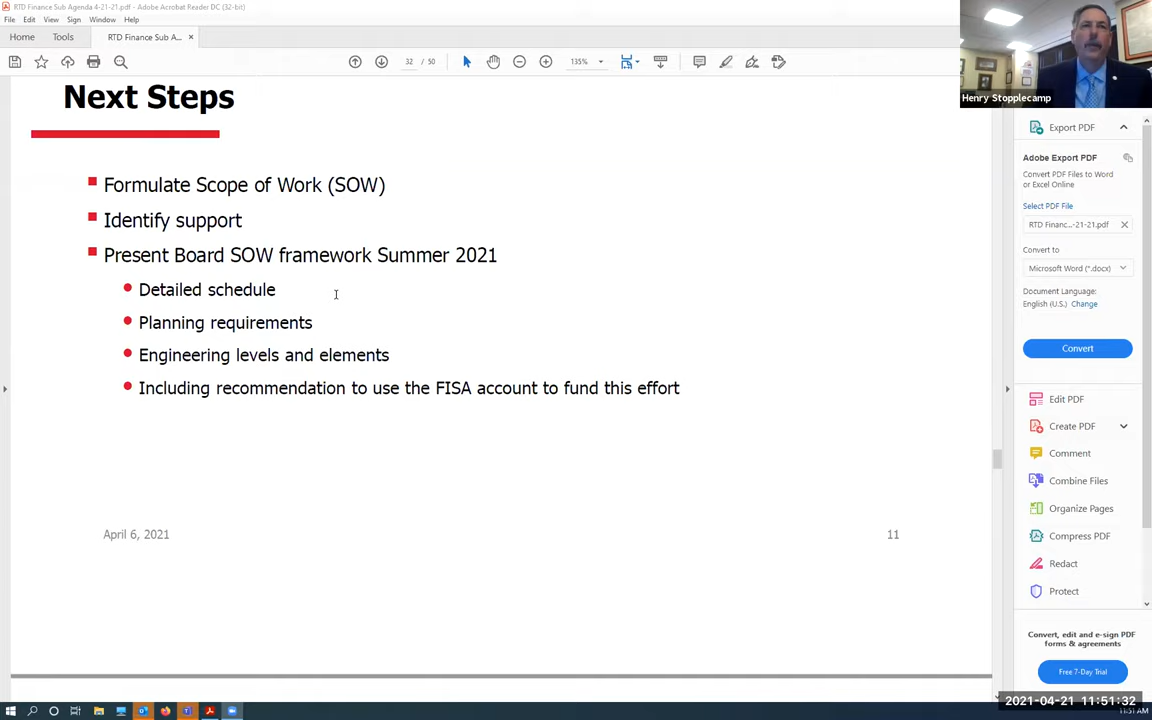 RTD Finance Sub Agenda 4-21-21.pdf - Adobe Acrobat Reader DC (32-bit)
File Edit View Sign Window Help
Home Tools RTD Finance Sub A... ×
32 / 50 135%
Henry Stopplecamp
Next Steps
Formulate Scope of Work (SOW)
Identify support
Present Board SOW framework Summer 2021
Detailed schedule
Planning requirements
Engineering levels and elements
Including recommendation to use the FISA account to fund this effort
April 6, 2021
11
Export PDF
Adobe Export PDF
Convert PDF Files to Word
or Excel Online
Select PDF File
RTD Financ...-21-21.pdf
Convert to
Microsoft Word (*.docx)
Document Language:
English (U.S.) Change
Convert
Edit PDF
Create PDF
Comment
Combine Files
Organize Pages
Compress PDF
Redact
Protect
Convert, edit and e-sign PDF
forms & agreements
Free 7-Day Trial
2021-04-21 11:51:32